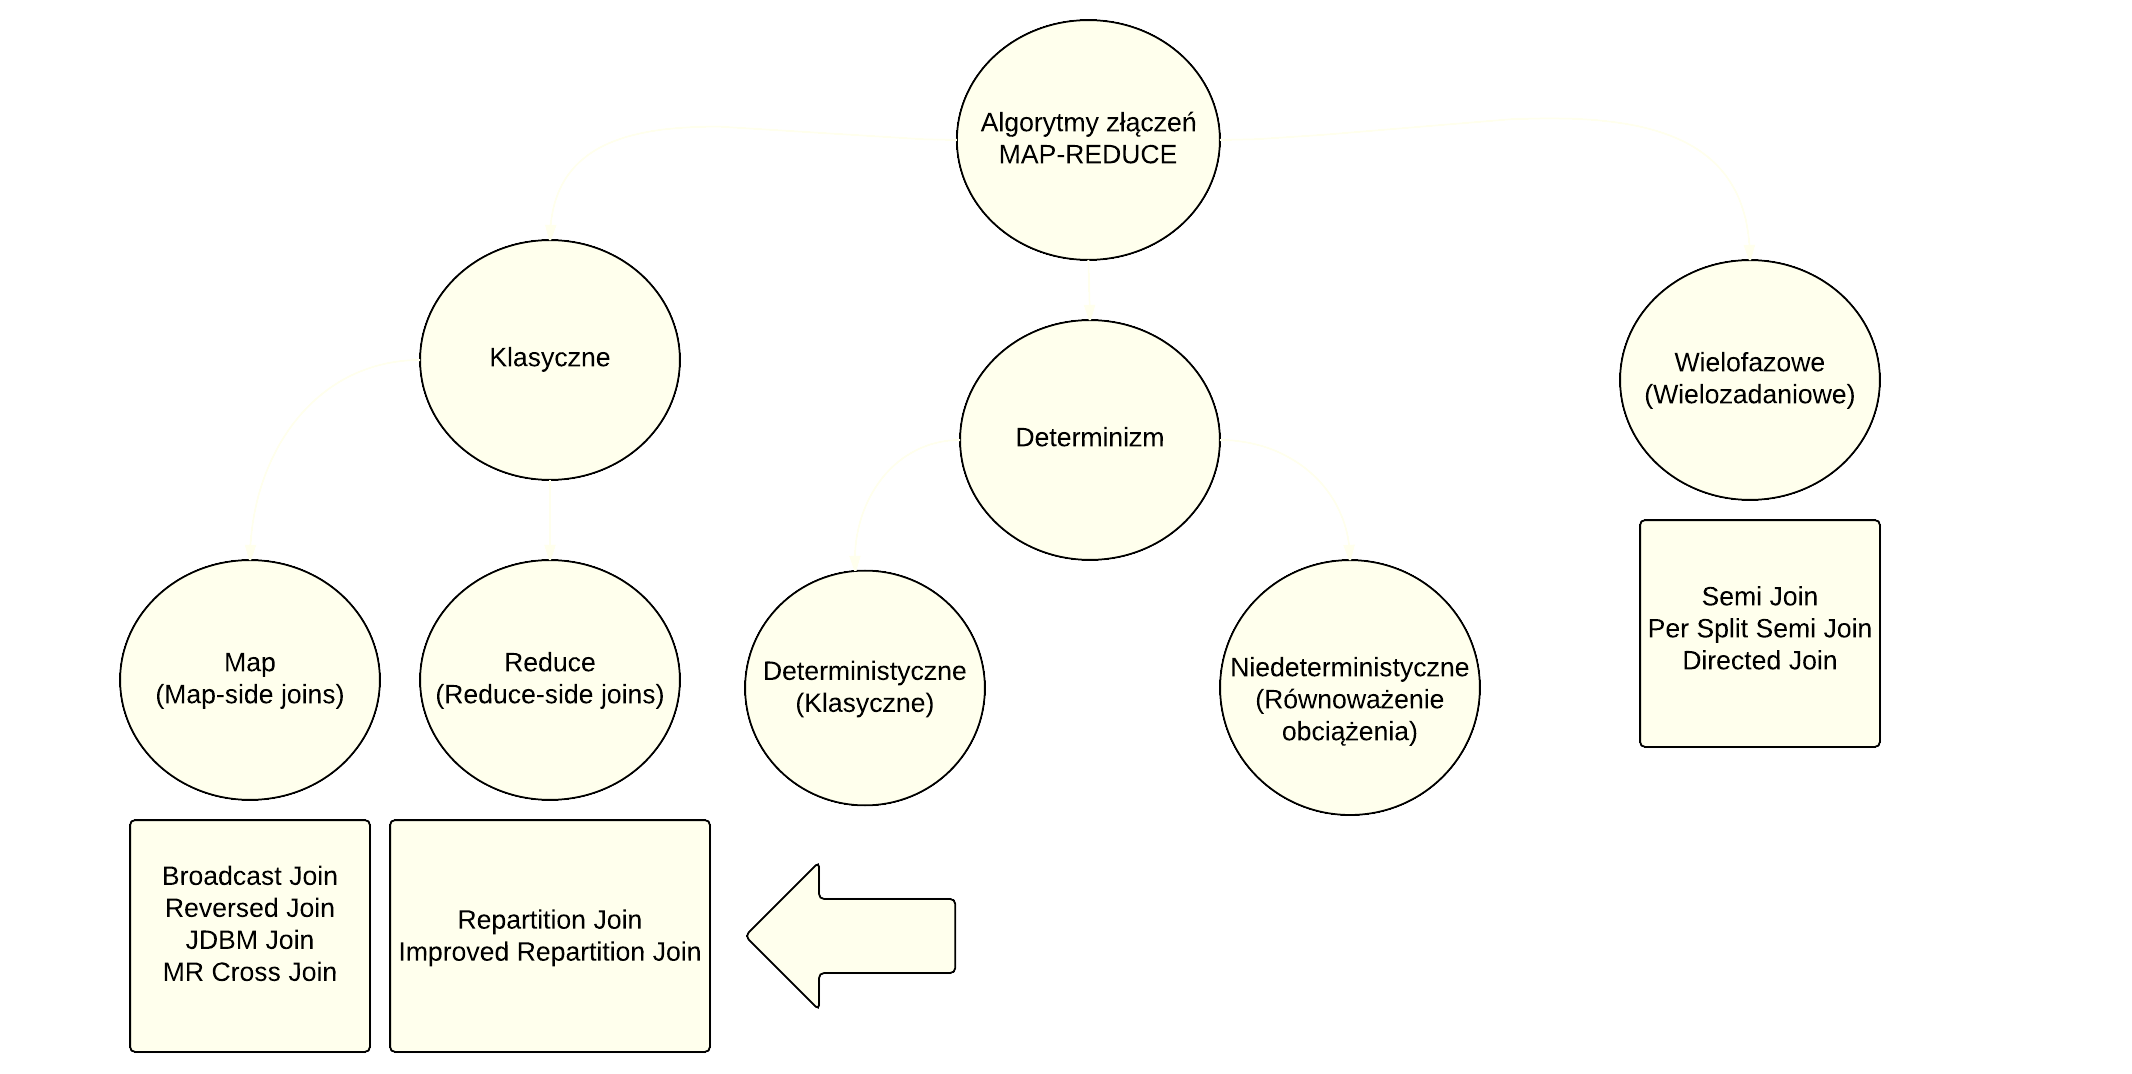 Algorytmy złączeń
MAP-REDUCE
Klasyczne
Determinizm
Wielofazowe
(Wielozadaniowe)
Map
(Map-side joins)
Reduce
(Reduce-side joins)
Deterministyczne
(Klasyczne)
Niedeterministyczne
(Równoważenie
obciążenia)
Semi Join
Per Split Semi Join
Directed Join
Broadcast Join
Reversed Join
JDBM Join
MR Cross Join
Repartition Join
Improved Repartition Join